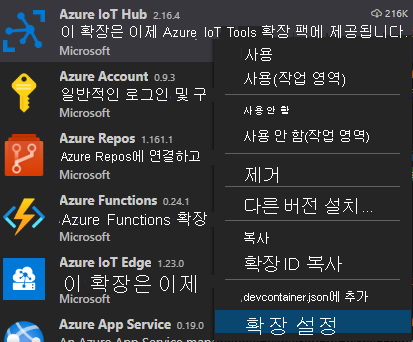 Azure IoT Hub 2.16.4 216K
이 확장은 이제 Azure IoT Tools 확장 팩에 제공됩니다.
Microsoft
Azure Account 0.9.3
일반적인 로그인 및 구
Microsoft
Azure Repos 1.161.1
Azure Repos에 연결하고
Microsoft
Azure Functions 0.24.1
Azure Functions 확장
Microsoft
Azure IoT Edge 1.23.0
이 확장은 이제
Microsoft
Azure App Service 0.19.0
An Azure App Service man
사용
사용(작업 영역)
사용 안 함
사용 안 함(작업 영역)
제거
다른 버전 설치...
복사
확장 ID 복사
.devcontainer.json에 추가
확장 설정